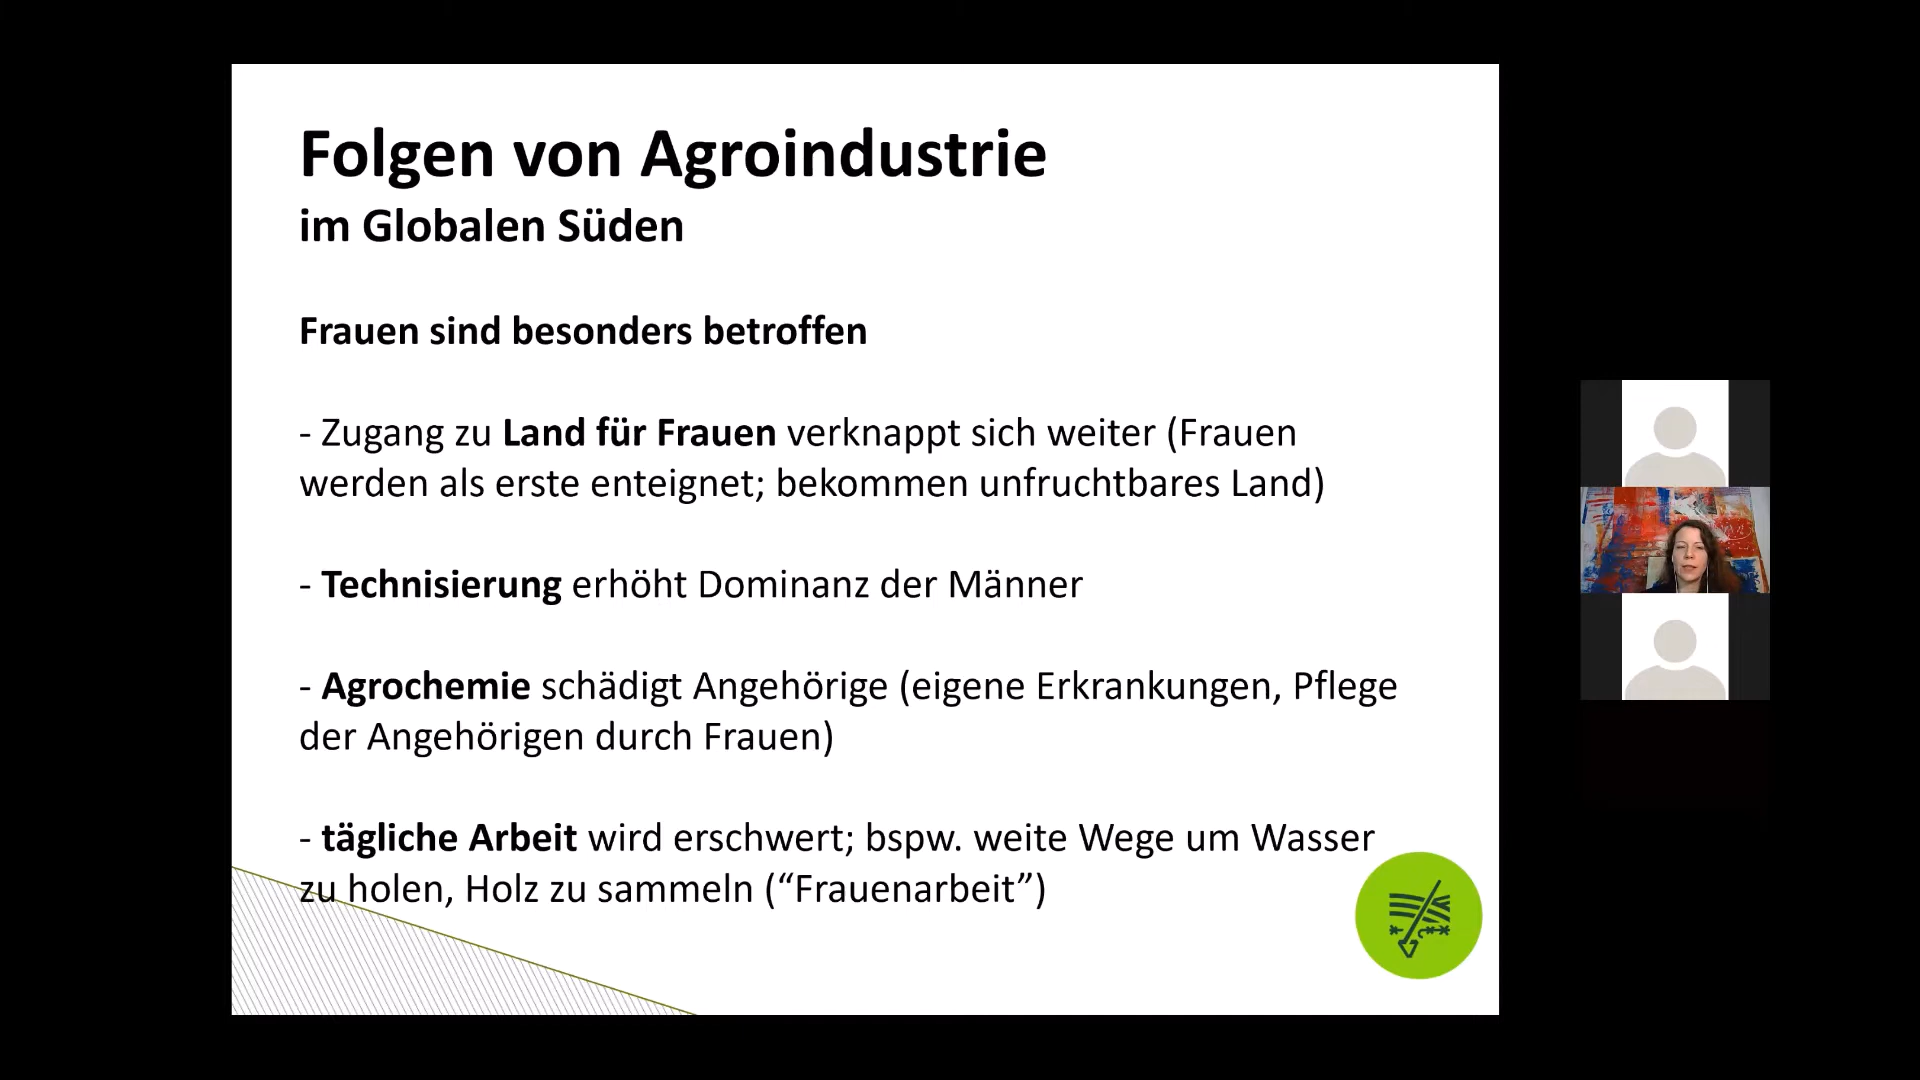 Folgen von Agroindustrie
im Globalen Süden
Frauen sind besonders betroffen
- Zugang zu Land für Frauen verknappt sich weiter (Frauen
werden als erste enteignet; bekommen unfruchtbares Land)
- Technisierung erhöht Dominanz der Männer
- Agrochemie schädigt Angehörige (eigene Erkrankungen, Pflege
der Angehörigen durch Frauen)
- tägliche Arbeit wird erschwert; bspw. weite Wege um Wasser
zu holen, Holz zu sammeln (“Frauenarbeit”)